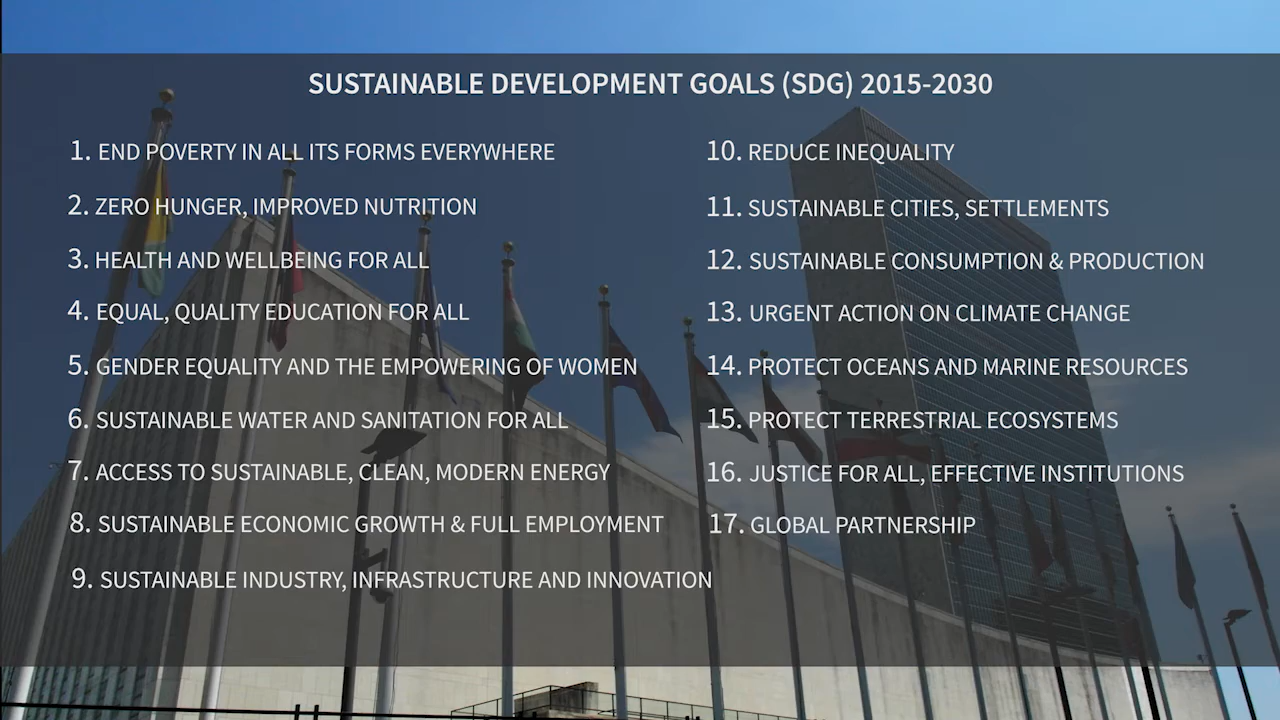 SUSTAINABLE DEVELOPMENT GOALS (SDG) 2015-2030
1. END POVERTY IN ALL ITS FORMS EVERYWHERE
2. ZERO HUNGER, IMPROVED NUTRITION
3. HEALTH AND WELLBEING FOR ALL
4. EQUAL, QUALITY EDUCATION FOR ALL
5. GENDER EQUALITY AND THE EMPOWERING OF WOMEN
6. SUSTAINABLE WATER AND SANITATION FOR ALL
7. ACCESS TO SUSTAINABLE, CLEAN, MODERN ENERGY
8. SUSTAINABLE ECONOMIC GROWTH & FULL EMPLOYMENT
9. SUSTAINABLE INDUSTRY, INFRASTRUCTURE AND INNOVATION
10. REDUCE INEQUALITY
11. SUSTAINABLE CITIES, SETTLEMENTS
12. SUSTAINABLE CONSUMPTION & PRODUCTION
13. URGENT ACTION ON CLIMATE CHANGE
14. PROTECT OCEANS AND MARINE RESOURCES
15. PROTECT TERRESTRIAL ECOSYSTEMS
16. JUSTICE FOR ALL, EFFECTIVE INSTITUTIONS
17. GLOBAL PARTNERSHIP